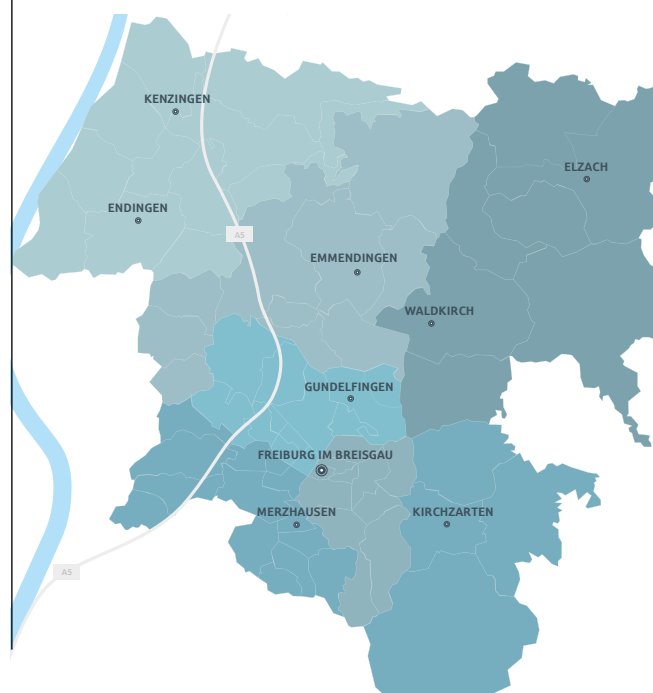 KENZINGEN
ELZACH
ENDINGEN
A5
EMMENDINGEN
WALDKIRCH
GUNDELFINGEN
FREIBURG IM BREISGAU
MERZHAUSEN
KIRCHZARTEN
A5